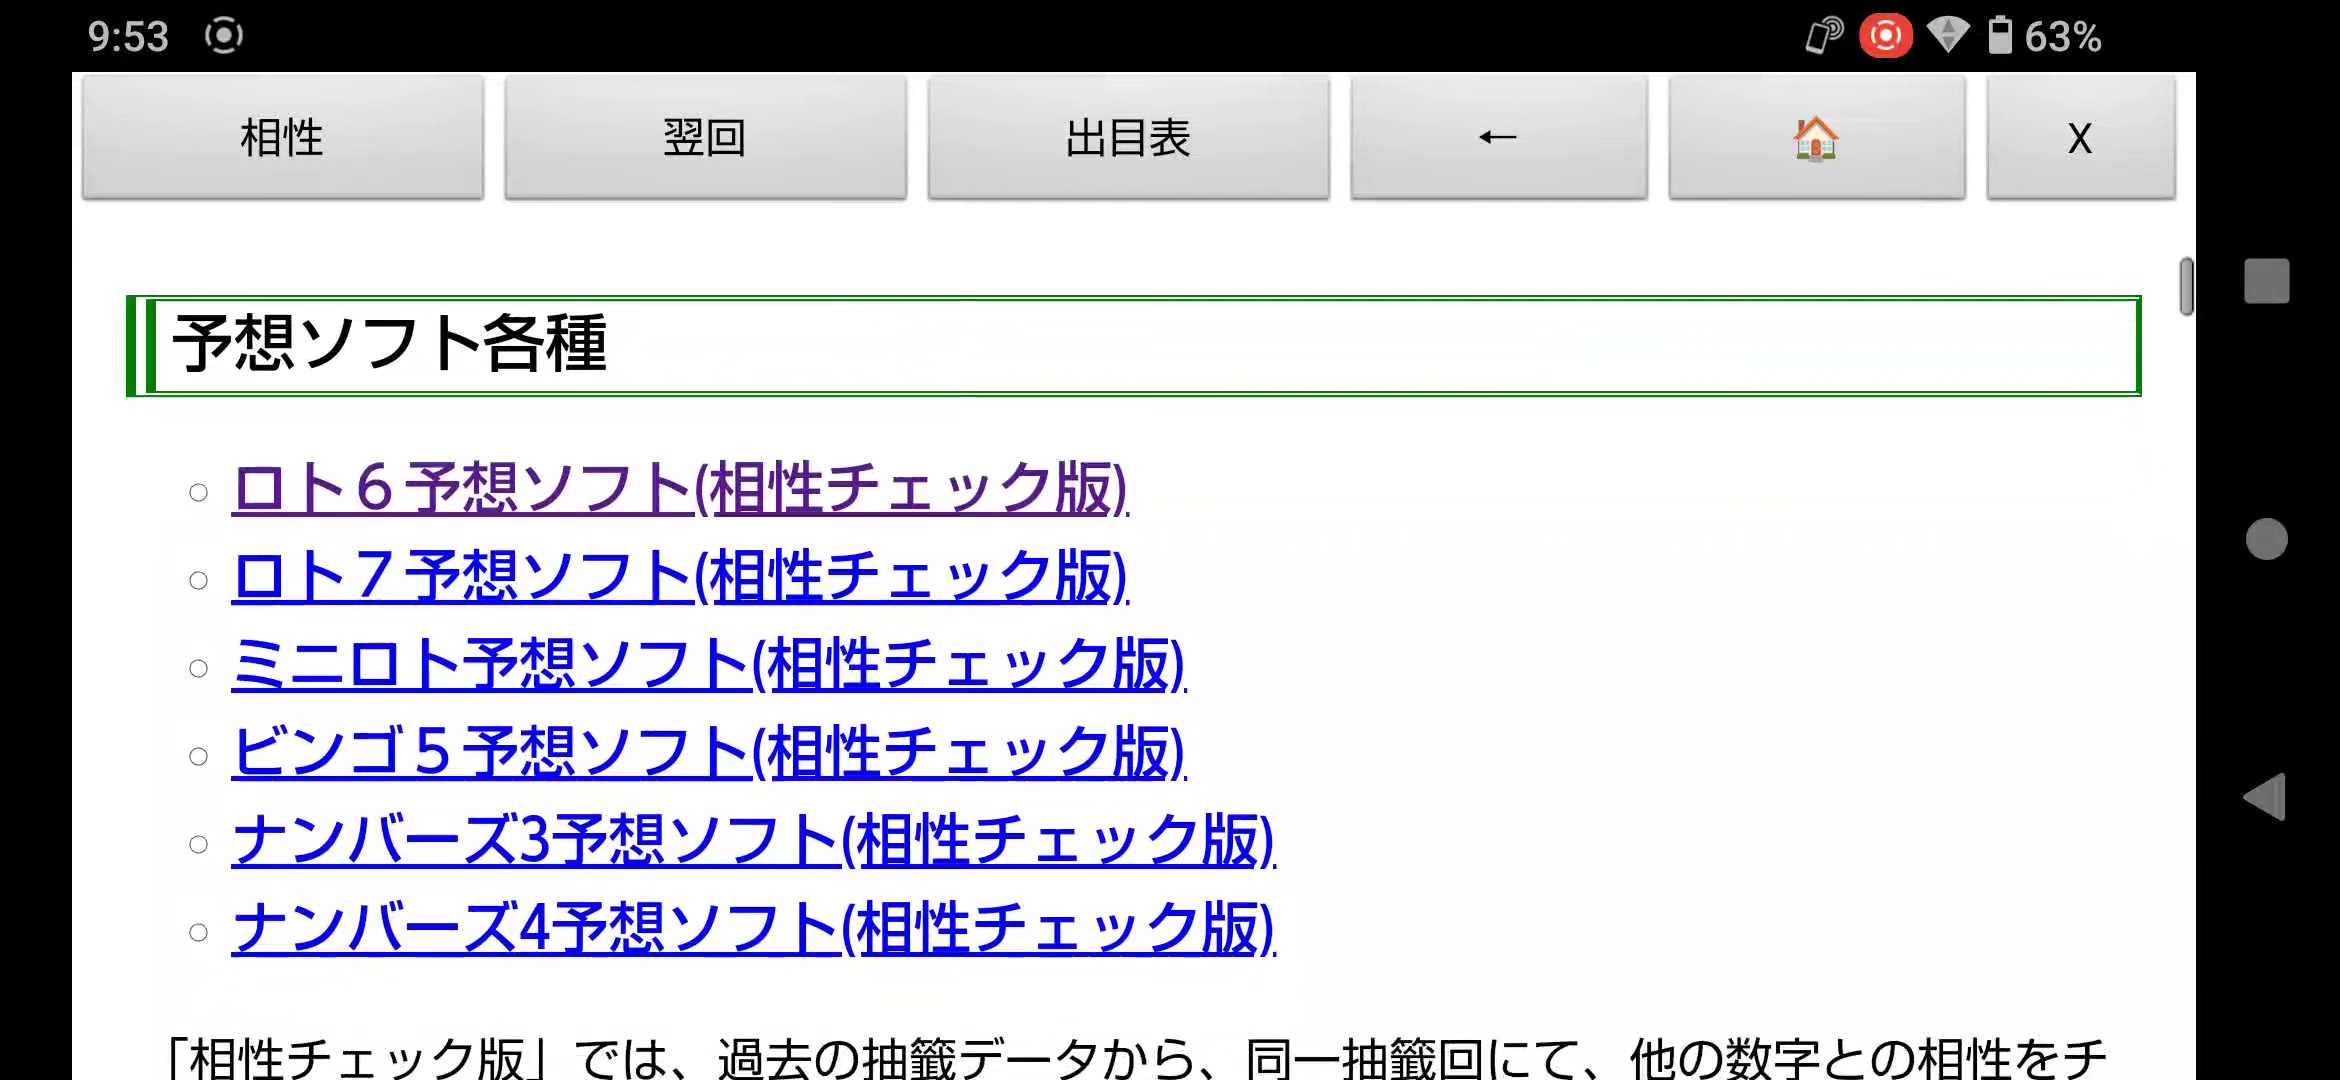 9:53 63%
相性 翌回 出目表 ← 🏠 X
予想ソフト各種
ロト６予想ソフト(相性チェック版)
ロト７予想ソフト(相性チェック版)
ミニロト予想ソフト(相性チェック版)
ビンゴ５予想ソフト(相性チェック版)
ナンバーズ3予想ソフト(相性チェック版)
ナンバーズ4予想ソフト(相性チェック版)
「相性チェック版」では、過去の抽籤データから、同一抽籤回にて、他の数字との相性をチ